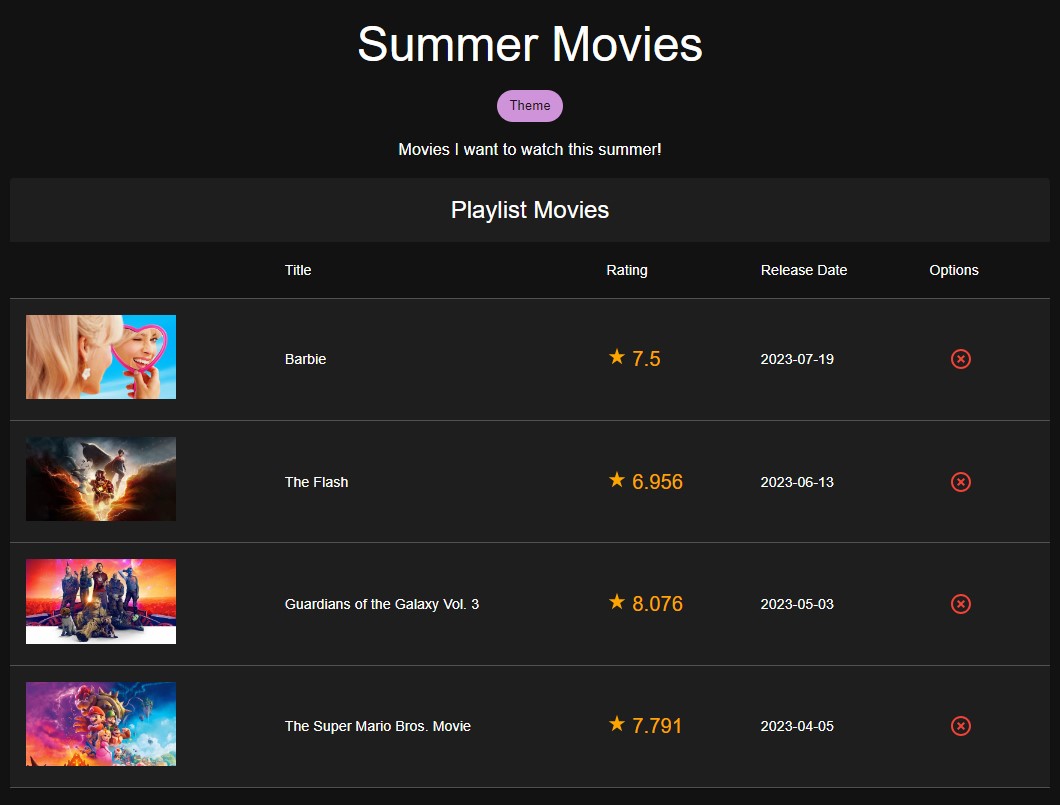 Summer Movies
Theme
Movies I want to watch this summer!
Playlist Movies
Title Rating Release Date Options
Barbie ★ 7.5 2023-07-19
The Flash ★ 6.956 2023-06-13
Guardians of the Galaxy Vol. 3 ★ 8.076 2023-05-03
The Super Mario Bros. Movie ★ 7.791 2023-04-05